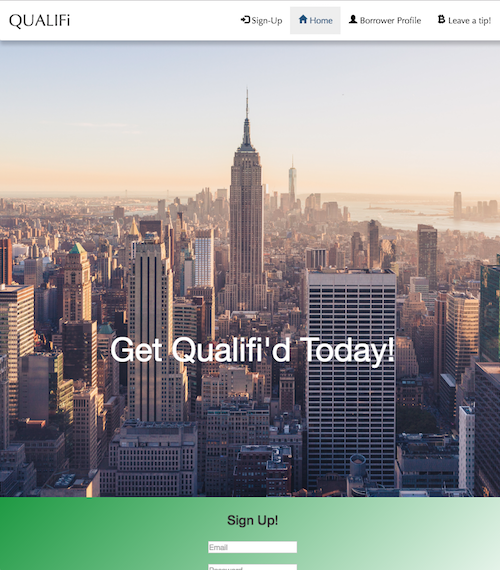 QUALIFi
Sign-Up Home Borrower Profile Leave a tip!
Get Qualifi'd Today!
Sign Up!
Email
Password